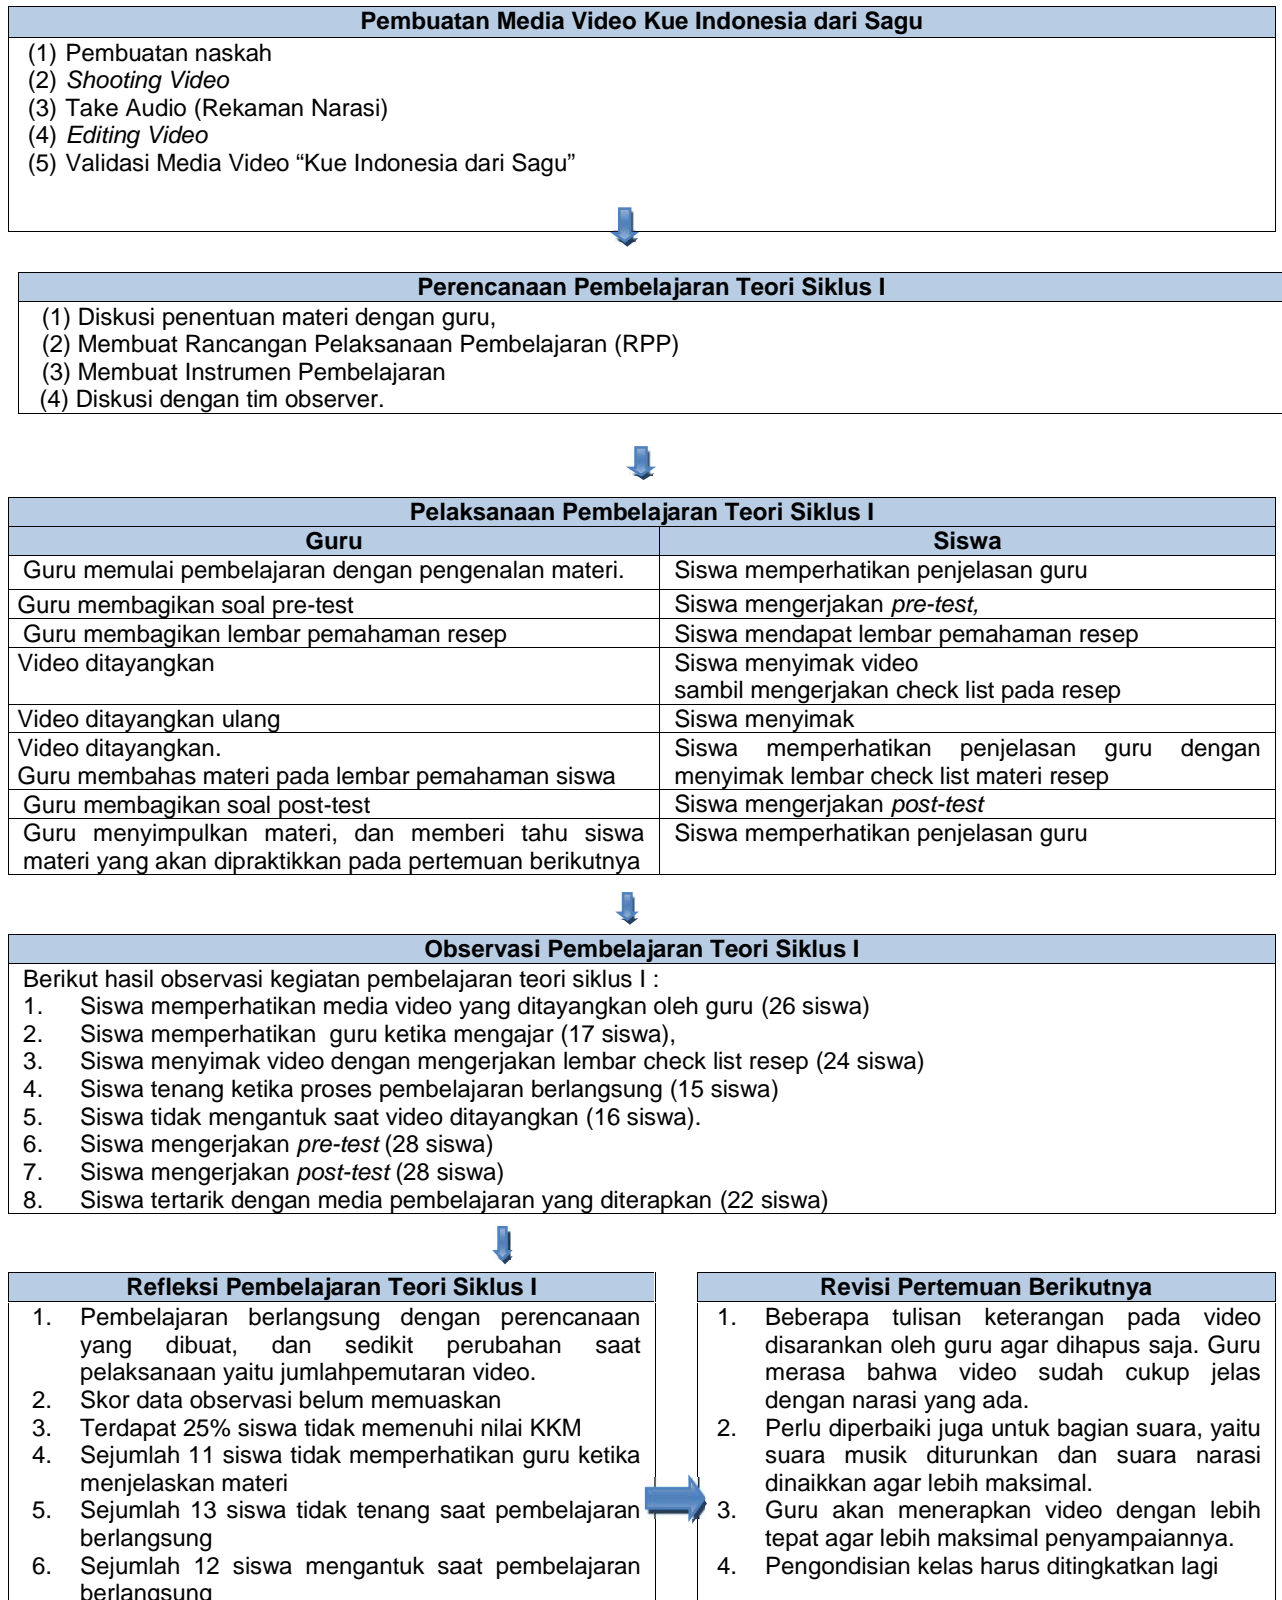 Pembuatan Media Video Kue Indonesia dari Sagu
(1) Pembuatan naskah
(2) Shooting Video
(3) Take Audio (Rekaman Narasi)
(4) Editing Video
(5) Validasi Media Video “Kue Indonesia dari Sagu”
Perencanaan Pembelajaran Teori Siklus I
(1) Diskusi penentuan materi dengan guru,
(2) Membuat Rancangan Pelaksanaan Pembelajaran (RPP)
(3) Membuat Instrumen Pembelajaran
(4) Diskusi dengan tim observer.
Pelaksanaan Pembelajaran Teori Siklus I
Guru
Siswa
Guru memulai pembelajaran dengan pengenalan materi.
Siswa memperhatikan penjelasan guru
Guru membagikan soal pre-test
Siswa mengerjakan pre-test,
Guru membagikan lembar pemahaman resep
Siswa mendapat lembar pemahaman resep
Video ditayangkan
Siswa menyimak video
sambil mengerjakan check list pada resep
Video ditayangkan ulang
Siswa menyimak
Video ditayangkan.
Guru membahas materi pada lembar pemahaman siswa
Siswa memperhatikan penjelasan guru dengan
menyimak lembar check list materi resep
Guru membagikan soal post-test
Siswa mengerjakan post-test
Guru menyimpulkan materi, dan memberi tahu siswa
materi yang akan dipraktikkan pada pertemuan berikutnya
Siswa memperhatikan penjelasan guru
Observasi Pembelajaran Teori Siklus I
Berikut hasil observasi kegiatan pembelajaran teori siklus I :
1. Siswa memperhatikan media video yang ditayangkan oleh guru (26 siswa)
2. Siswa memperhatikan guru ketika mengajar (17 siswa),
3. Siswa menyimak video dengan mengerjakan lembar check list resep (24 siswa)
4. Siswa tenang ketika proses pembelajaran berlangsung (15 siswa)
5. Siswa tidak mengantuk saat video ditayangkan (16 siswa).
6. Siswa mengerjakan pre-test (28 siswa)
7. Siswa mengerjakan post-test (28 siswa)
8. Siswa tertarik dengan media pembelajaran yang diterapkan (22 siswa)
Refleksi Pembelajaran Teori Siklus I
1. Pembelajaran berlangsung dengan perencanaan
yang dibuat, dan sedikit perubahan saat
pelaksanaan yaitu jumlahpemutaran video.
2. Skor data observasi belum memuaskan
3. Terdapat 25% siswa tidak memenuhi nilai KKM
4. Sejumlah 11 siswa tidak memperhatikan guru ketika
menjelaskan materi
5. Sejumlah 13 siswa tidak tenang saat pembelajaran
berlangsung
6. Sejumlah 12 siswa mengantuk saat pembelajaran
berlangsung
Revisi Pertemuan Berikutnya
1. Beberapa tulisan keterangan pada video
disarankan oleh guru agar dihapus saja. Guru
merasa bahwa video sudah cukup jelas
dengan narasi yang ada.
2. Perlu diperbaiki juga untuk bagian suara, yaitu
suara musik diturunkan dan suara narasi
dinaikkan agar lebih maksimal.
3. Guru akan menerapkan video dengan lebih
tepat agar lebih maksimal penyampaiannya.
4. Pengondisian kelas harus ditingkatkan lagi